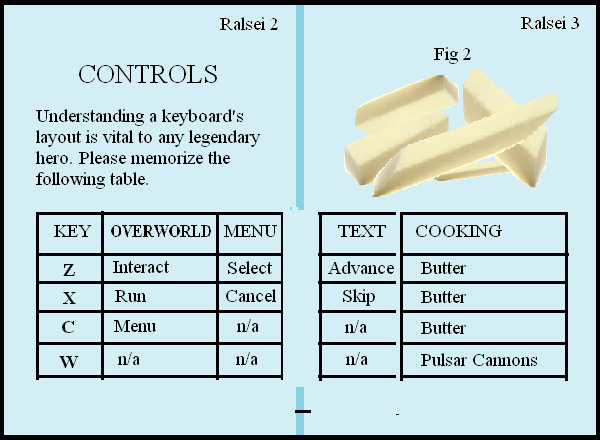 Ralsei 2
CONTROLS
Understanding a keyboard's
layout is vital to any legendary
hero. Please memorize the
following table.
Ralsei 3
Fig 2
KEY OVERWORLD MENU TEXT COOKING
Z Interact Select Advance Butter
X Run Cancel Skip Butter
C Menu n/a n/a Butter
W n/a n/a n/a Pulsar Cannons